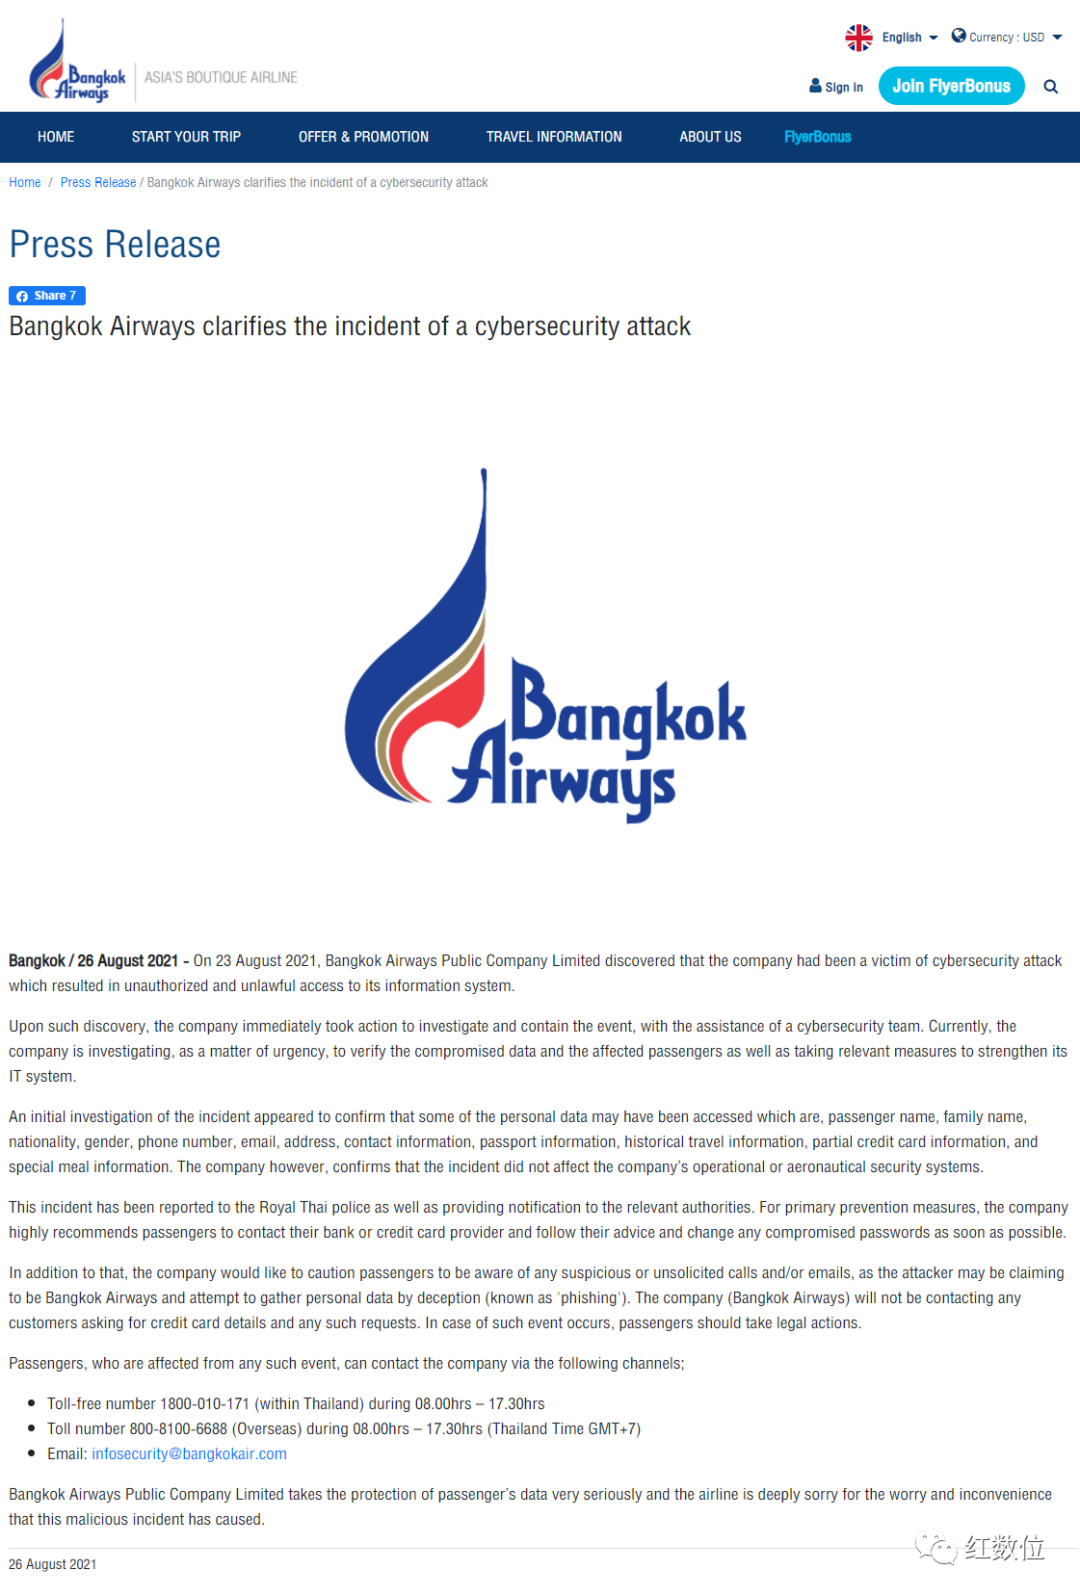 Bangkok
Airways
ASIA'S BOUTIQUE AIRLINE
English
Currency : USD
Sign in
Join FlyerBonus
HOME
START YOUR TRIP
OFFER & PROMOTION
TRAVEL INFORMATION
ABOUT US
FlyerBonus
Home / Press Release / Bangkok Airways clarifies the incident of a cybersecurity attack
Press Release
Share 7
Bangkok Airways clarifies the incident of a cybersecurity attack
Bangkok
Airways
Bangkok / 26 August 2021 - On 23 August 2021, Bangkok Airways Public Company Limited discovered that the company had been a victim of cybersecurity attack
which resulted in unauthorized and unlawful access to its information system.
Upon such discovery, the company immediately took action to investigate and contain the event, with the assistance of a cybersecurity team. Currently, the
company is investigating, as a matter of urgency, to verify the compromised data and the affected passengers as well as taking relevant measures to strengthen its
IT system.
An initial investigation of the incident appeared to confirm that some of the personal data may have been accessed which are, passenger name, family name,
nationality, gender, phone number, email, address, contact information, passport information, historical travel information, partial credit card information, and
special meal information. The company however, confirms that the incident did not affect the company's operational or aeronautical security systems.
This incident has been reported to the Royal Thai police as well as providing notification to the relevant authorities. For primary prevention measures, the company
highly recommends passengers to contact their bank or credit card provider and follow their advice and change any compromised passwords as soon as possible.
In addition to that, the company would like to caution passengers to be aware of any suspicious or unsolicited calls and/or emails, as the attacker may be claiming
to be Bangkok Airways and attempt to gather personal data by deception (known as 'phishing'). The company (Bangkok Airways) will not be contacting any
customers asking for credit card details and any such requests. In case of such event occurs, passengers should take legal actions.
Passengers, who are affected from any such event, can contact the company via the following channels;
• Toll-free number 1800-010-171 (within Thailand) during 08.00hrs – 17.30hrs
• Toll number 800-8100-6688 (Overseas) during 08.00hrs – 17.30hrs (Thailand Time GMT+7)
• Email: infosecurity@bangkokair.com
Bangkok Airways Public Company Limited takes the protection of passenger's data very seriously and the airline is deeply sorry for the worry and inconvenience
that this malicious incident has caused.
红数位
26 August 2021